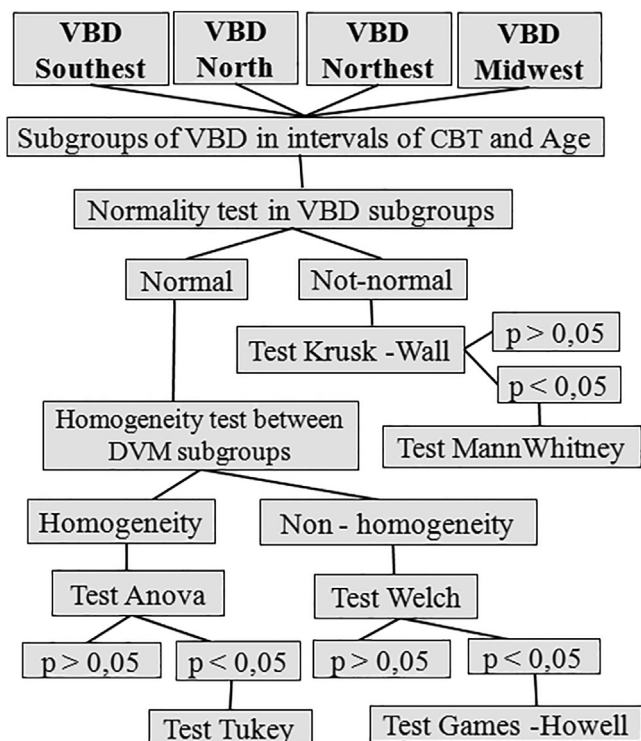 VBD
Southest
VBD
North
VBD
Northest
VBD
Midwest
Subgroups of VBD in intervals of CBT and Age
Normality test in VBD subgroups
Normal
Not-normal
Test Krusk -Wall
p > 0,05
p < 0,05
Test MannWhitney
Homogeneity test between
DVM subgroups
Homogeneity
Non - homogeneity
Test Anova
Test Welch
p > 0,05
p < 0,05
p > 0,05
p < 0,05
Test Tukey
Test Games -Howell